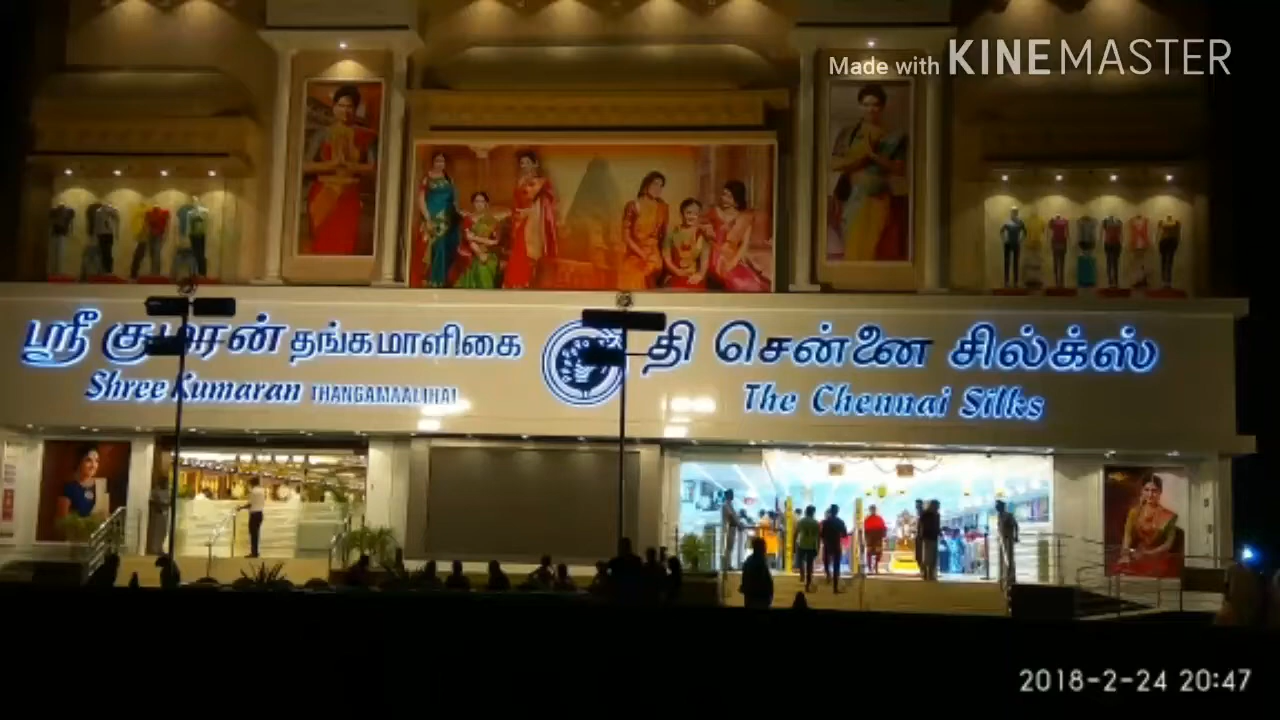 Made with KINEMASTER
ஸ்ரீ குமரன் தங்கமாளிகை
Shree Kumaran THANGAMAALIHAI
தி சென்னை சில்க்ஸ்
The Chennai Silks
2018-2-24 20:47